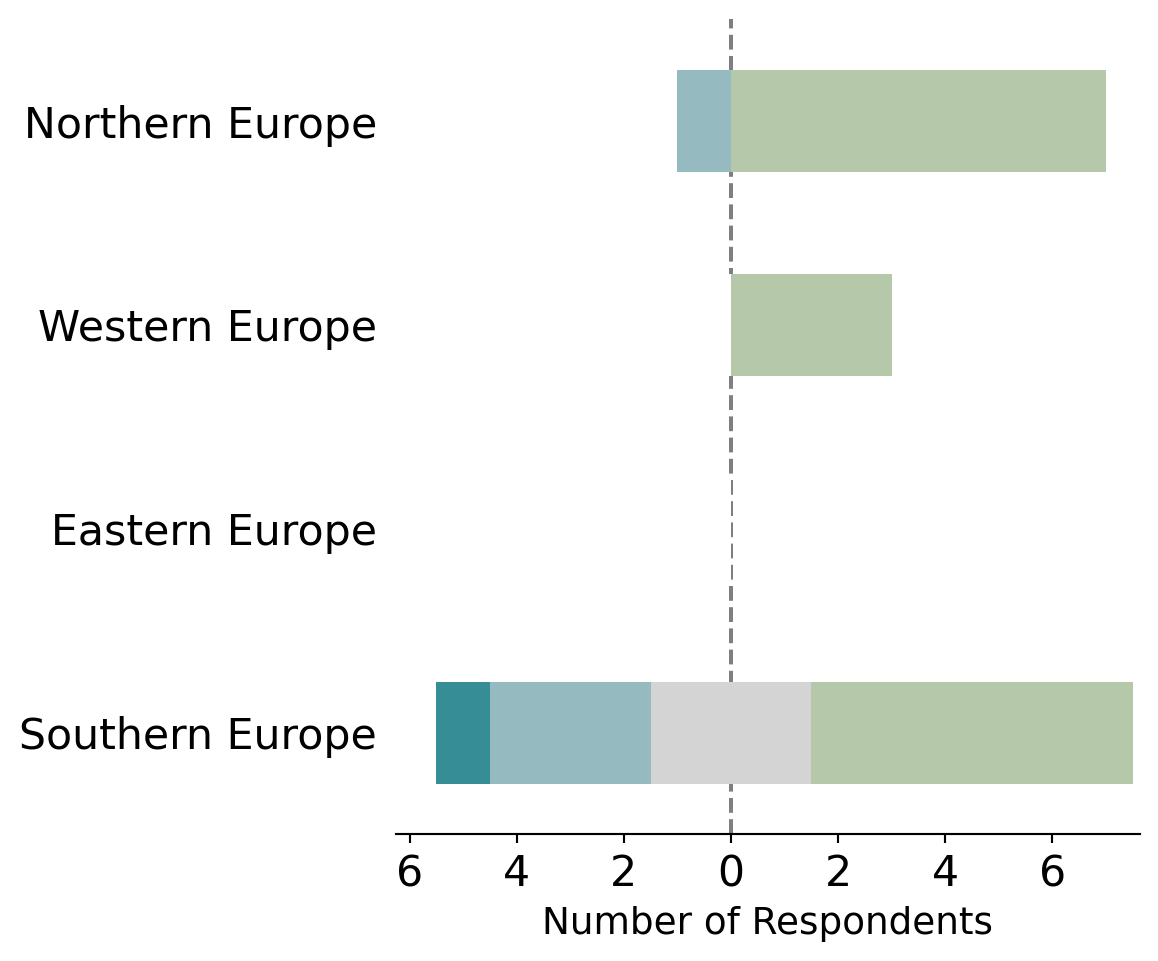 Northern Europe
Western Europe
Eastern Europe
Southern Europe
6 4 2 0 2 4 6
Number of Respondents